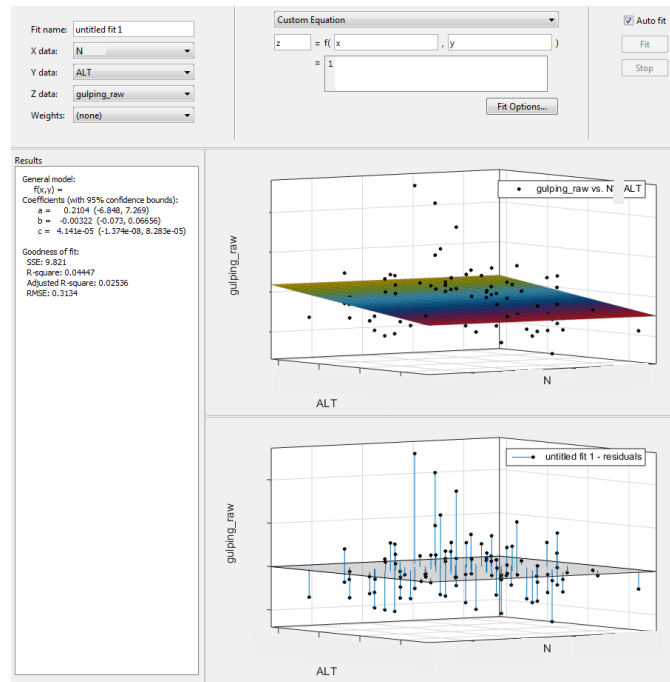 Fit name: untitled fit 1
X data: N
Y data: ALT
Z data: gulping_raw
Weights: (none)
Custom Equation
z = f( x , y )
= 1
Fit Options...
Auto fit
Fit
Stop
Results
General model:
f(x,y) =
Coefficients (with 95% confidence bounds):
a = 0.2104 (-6.848, 7.269)
b = -0.00322 (-0.073, 0.06656)
c = 4.141e-05 (-1.374e-08, 8.283e-05)
Goodness of fit:
SSE: 9.821
R-square: 0.04447
Adjusted R-square: 0.02536
RMSE: 0.3134
gulping_raw vs. N ALT
gulping_raw
N
ALT
untitled fit 1 - residuals
gulping_raw
N
ALT